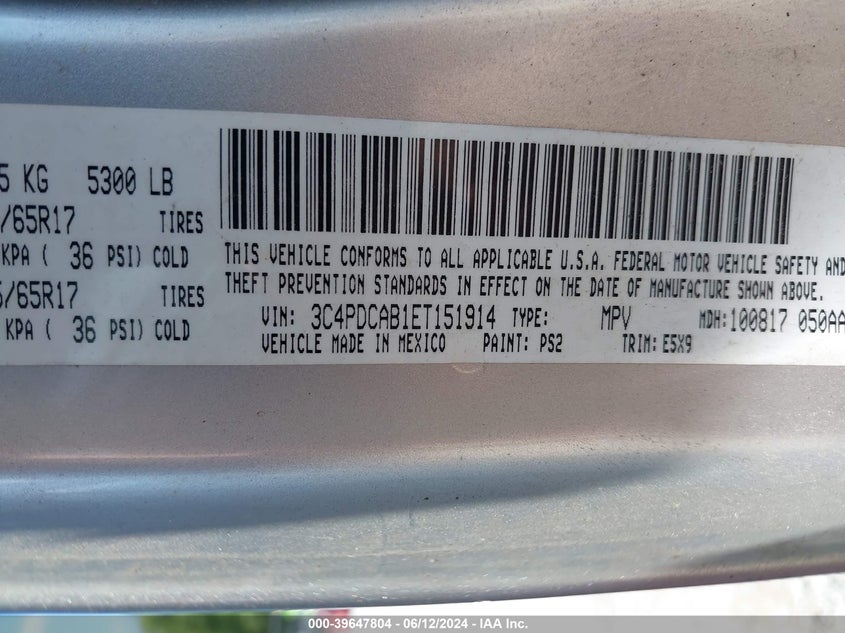 5 KG 5300 LB
/65R17 TIRES
KPA ( 36 PSI) COLD
5/65R17 TIRES
KPA ( 36 PSI) COLD
THIS VEHICLE CONFORMS TO ALL APPLICABLE U.S.A. FEDERAL MOTOR VEHICLE SAFETY AND
THEFT PREVENTION STANDARDS IN EFFECT ON THE DATE OF MANUFACTURE SHOWN ABOVE.
VIN: 3C4PDCAB1ET151914 TYPE: MPV MDH: 100817 050AA
VEHICLE MADE IN MEXICO PAINT: PS2 TRIM: E5X9
000-39647804 - 06/12/2024 - IAA Inc.